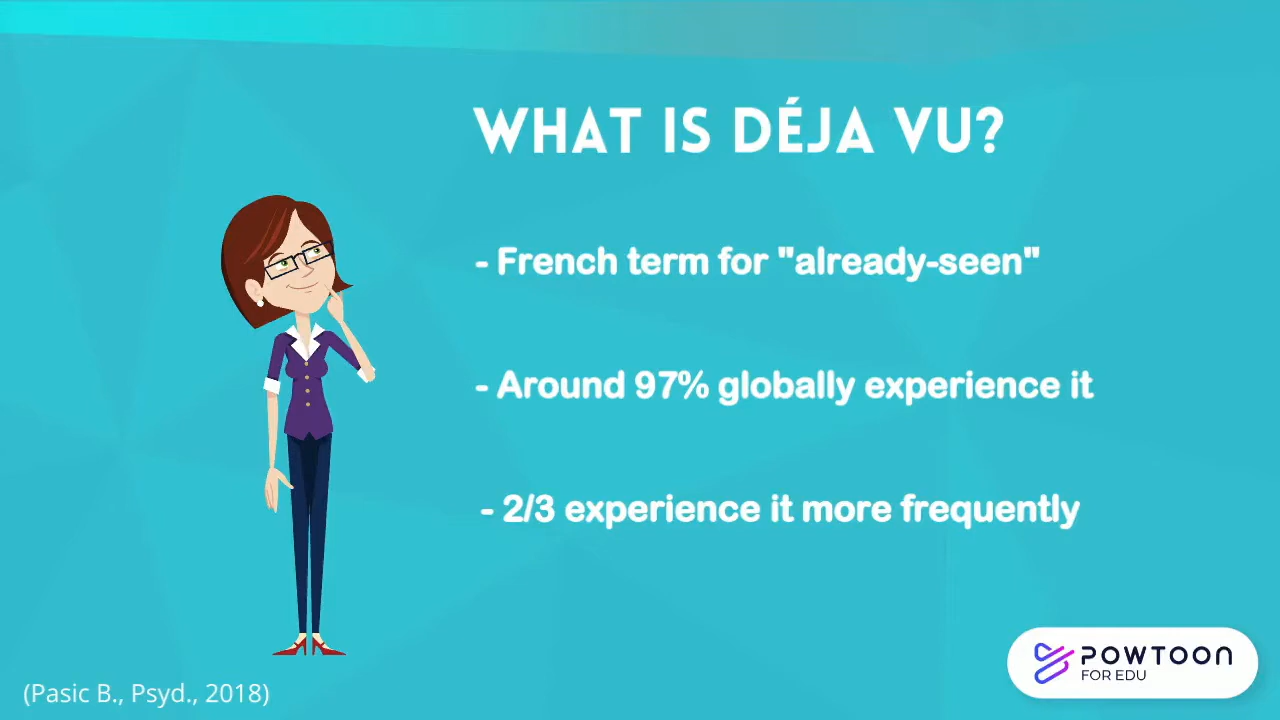 WHAT IS DÉJA VU?
- French term for "already-seen"
- Around 97% globally experience it
- 2/3 experience it more frequently
(Pasic B., Psyd., 2018)
POWTOON
FOR EDU